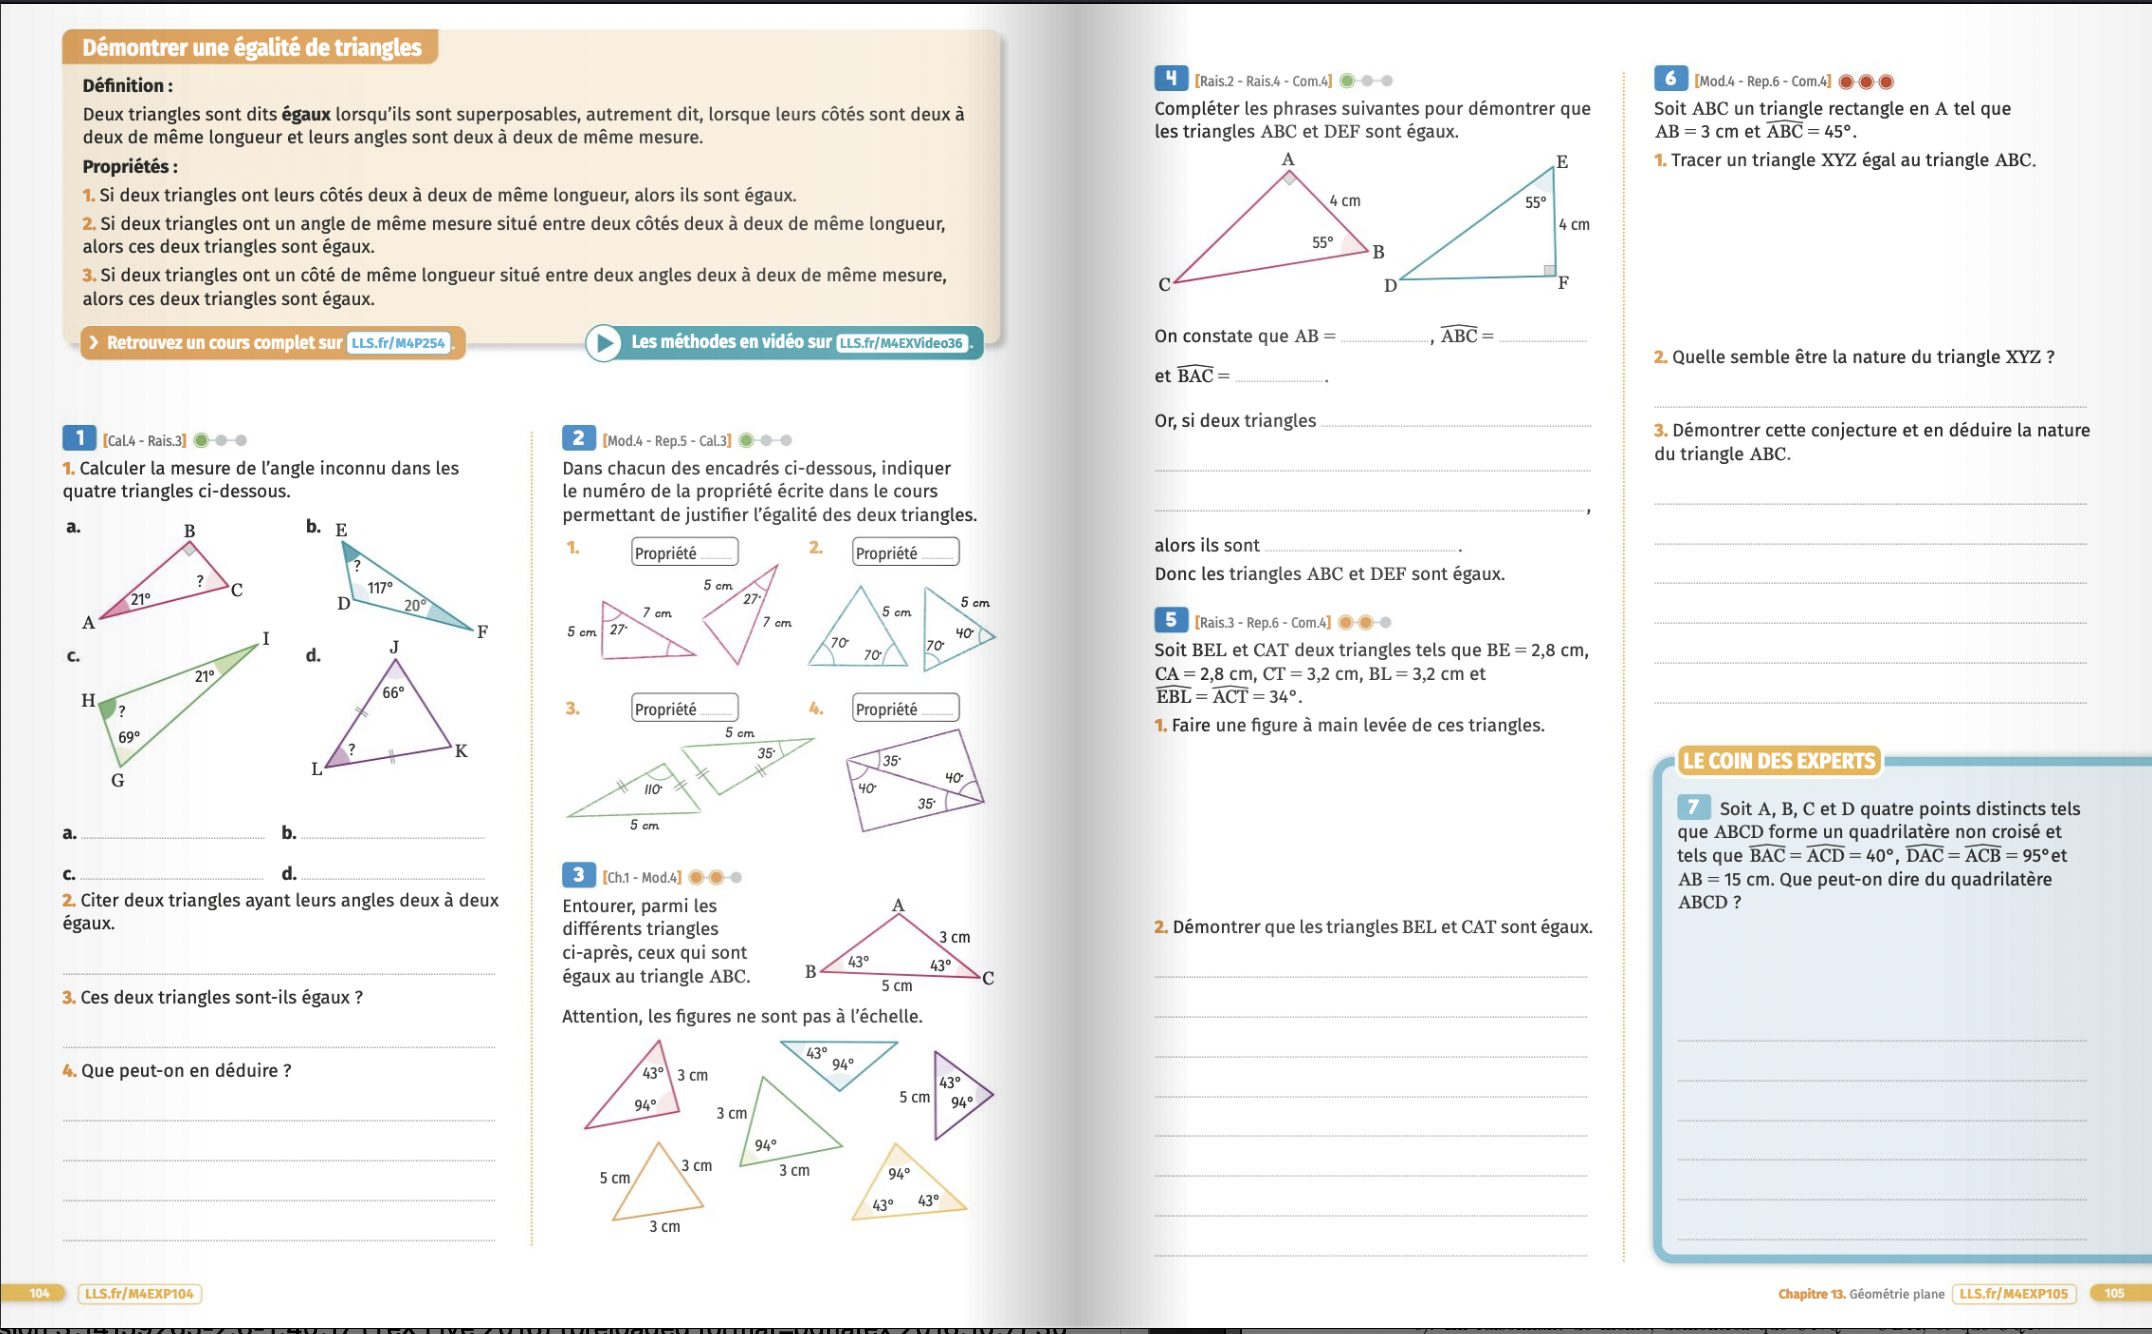 Démontrer une égalité de triangles
Définition :
Deux triangles sont dits égaux lorsqu'ils sont superposables, autrement dit, lorsque leurs côtés sont deux à
deux de même longueur et leurs angles sont deux à deux de même mesure.
Propriétés :
1. Si deux triangles ont leurs côtés deux à deux de même longueur, alors ils sont égaux.
2. Si deux triangles ont un angle de même mesure situé entre deux côtés deux à deux de même longueur,
alors ces deux triangles sont égaux.
3. Si deux triangles ont un côté de même longueur situé entre deux angles deux à deux de même mesure,
alors ces deux triangles sont égaux.
❯ Retrouvez un cours complet sur LLS.fr/M4P254.
Les méthodes en vidéo sur LLS.fr/M4EXVideo36.
1 [Cal.4 - Rais.3]
1. Calculer la mesure de l'angle inconnu dans les
quatre triangles ci-dessous.
a.
B
?
C
21°
A
b.
E
?
117°
D
20°
F
c.
I
21°
H
?
69°
G
d.
J
66°
?
K
L
a. ........ b. ........
c. ........ d. ........
2. Citer deux triangles ayant leurs angles deux à deux
égaux.
3. Ces deux triangles sont-ils égaux ?
4. Que peut-on en déduire ?
2 [Mod.4 - Rep.5 - Cal.3]
Dans chacun des encadrés ci-dessous, indiquer
le numéro de la propriété écrite dans le cours
permettant de justifier l'égalité des deux triangles.
1. Propriété ........
5 cm
27°
7 cm
7 cm
5 cm
27°
2. Propriété ........
5 cm
5 cm
40°
70°
70°
70°
3. Propriété ........
5 cm
35°
110°
5 cm
4. Propriété ........
35°
40°
40°
35°
3 [Ch.1 - Mod.4]
Entourer, parmi les
différents triangles
ci-après, ceux qui sont
égaux au triangle ABC.
A
3 cm
B
43°
43°
C
5 cm
Attention, les figures ne sont pas à l'échelle.
43°
3 cm
94°
43°
94°
3 cm
94°
3 cm
43°
5 cm
94°
5 cm
3 cm
3 cm
94°
43°
43°
104 LLS.fr/M4EXP104
4 [Rais.2 - Rais.4 - Com.4]
Compléter les phrases suivantes pour démontrer que
les triangles ABC et DEF sont égaux.
A
4 cm
55°
B
C
E
55°
4 cm
D
F
On constate que AB = ........ , ABC = ........
et BAC = ........ .
Or, si deux triangles ........
,
alors ils sont ........ .
Donc les triangles ABC et DEF sont égaux.
5 [Rais.3 - Rep.6 - Com.4]
Soit BEL et CAT deux triangles tels que BE = 2,8 cm,
CA = 2,8 cm, CT = 3,2 cm, BL = 3,2 cm et
EBL = ACT = 34°.
1. Faire une figure à main levée de ces triangles.
2. Démontrer que les triangles BEL et CAT sont égaux.
6 [Mod.4 - Rep.6 - Com.4]
Soit ABC un triangle rectangle en A tel que
AB = 3 cm et ABC = 45°.
1. Tracer un triangle XYZ égal au triangle ABC.
2. Quelle semble être la nature du triangle XYZ ?
3. Démontrer cette conjecture et en déduire la nature
du triangle ABC.
LE COIN DES EXPERTS
7 Soit A, B, C et D quatre points distincts tels
que ABCD forme un quadrilatère non croisé et
tels que BAC = ACD = 40°, DAC = ACB = 95°et
AB = 15 cm. Que peut-on dire du quadrilatère
ABCD ?
Chapitre 13. Géométrie plane LLS.fr/M4EXP105 105